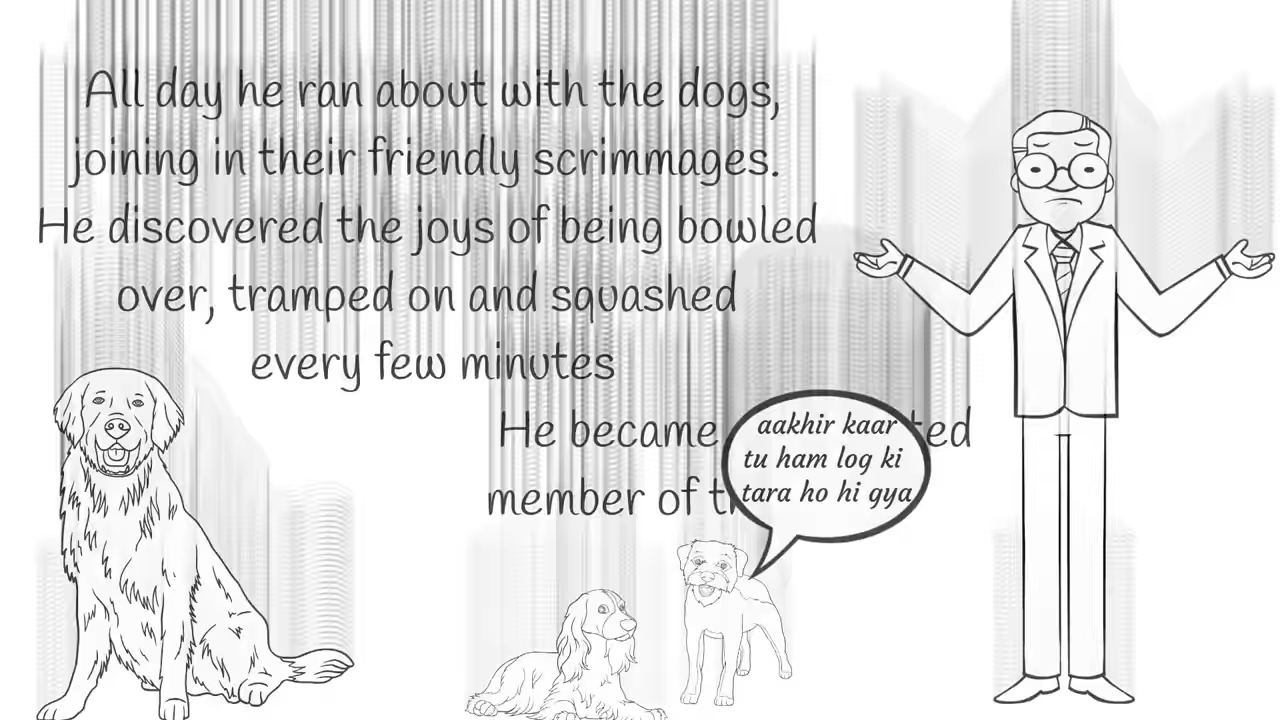 All day he ran about with the dogs,
joining in their friendly scrimmages.
He discovered the joys of being bowled
over, tramped on and squashed
every few minutes
He became ted
member of t
aakhir kaar
tu ham log ki
tara ho hi gya